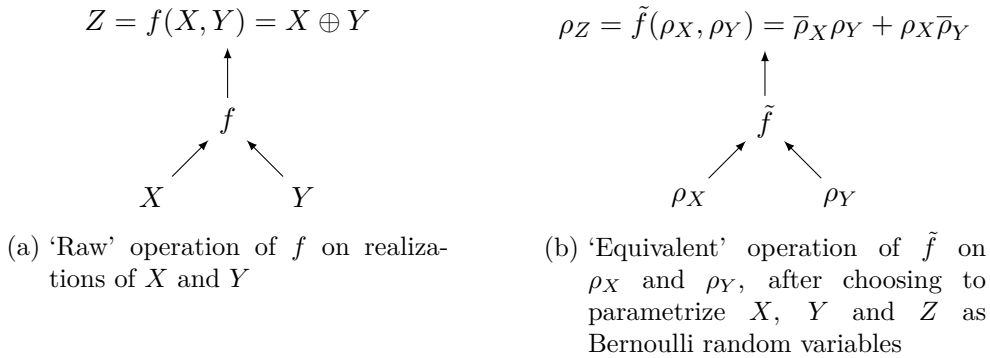 Z = f(X, Y) = X ⊕ Y
f
X Y
(a) ‘Raw’ operation of f on realiza-
tions of X and Y
ρ_Z = f̃(ρ_X, ρ_Y) = ρ̅_Xρ_Y + ρ_Xρ̅_Y
f̃
ρ_X ρ_Y
(b) ‘Equivalent’ operation of f̃ on
ρ_X and ρ_Y, after choosing to
parametrize X, Y and Z as
Bernoulli random variables